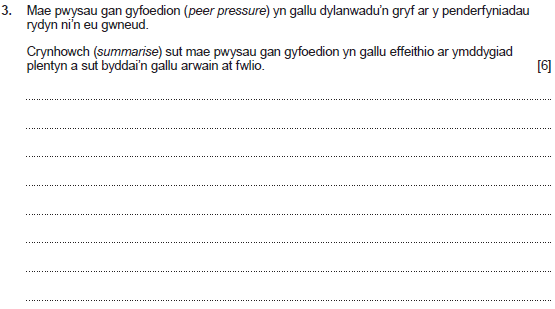 3. Mae pwysau gan gyfoedion (peer pressure) yn gallu dylanwadu'n gryf ar y penderfyniadau
rydyn ni'n eu gwneud.
Crynhowch (summarise) sut mae pwysau gan gyfoedion yn gallu effeithio ar ymddygiad
plentyn a sut byddai'n gallu arwain at fwlio. [6]